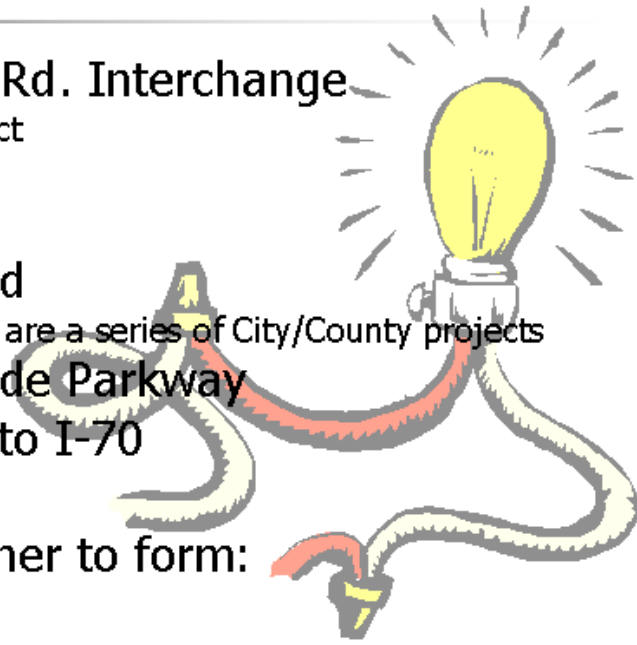 Rd. Interchange
ct
d
are a series of City/County projects
de Parkway
to I-70
ner to form: